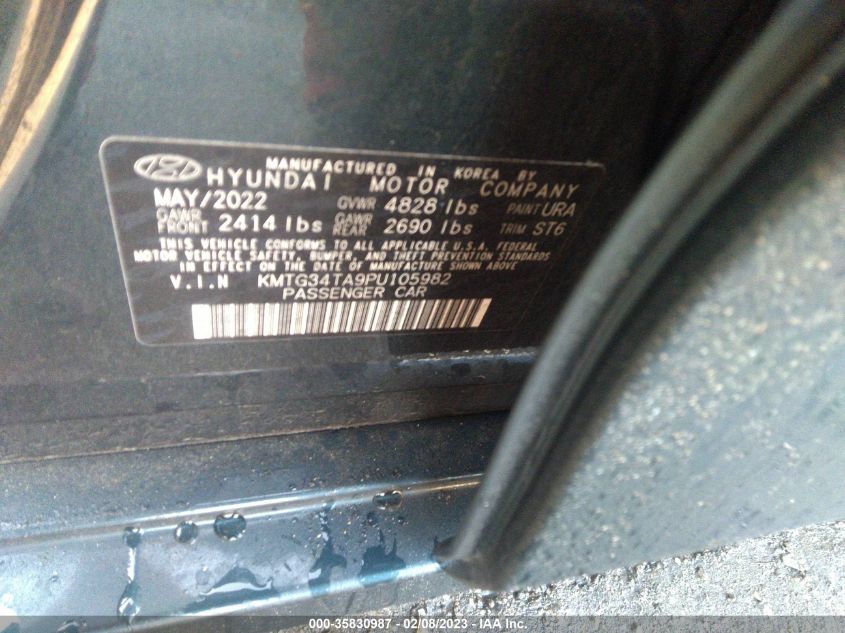 MANUFACTURED IN KOREA BY
HYUNDAI MOTOR COMPANY
MAY/2022 GVWR 4828 lbs PAINT URA
GAWR FRONT 2414 lbs GAWR REAR 2690 lbs TRIM ST6
THIS VEHICLE CONFORMS TO ALL APPLICABLE U.S.A. FEDERAL
MOTOR VEHICLE SAFETY, BUMPER, AND THEFT PREVENTION STANDARDS
IN EFFECT ON THE DATE OF MANUFACTURE SHOWN ABOVE
V.I.N KMTG34TA9PU105982
PASSENGER CAR
000-35830987 - 02/08/2023 - IAA Inc.